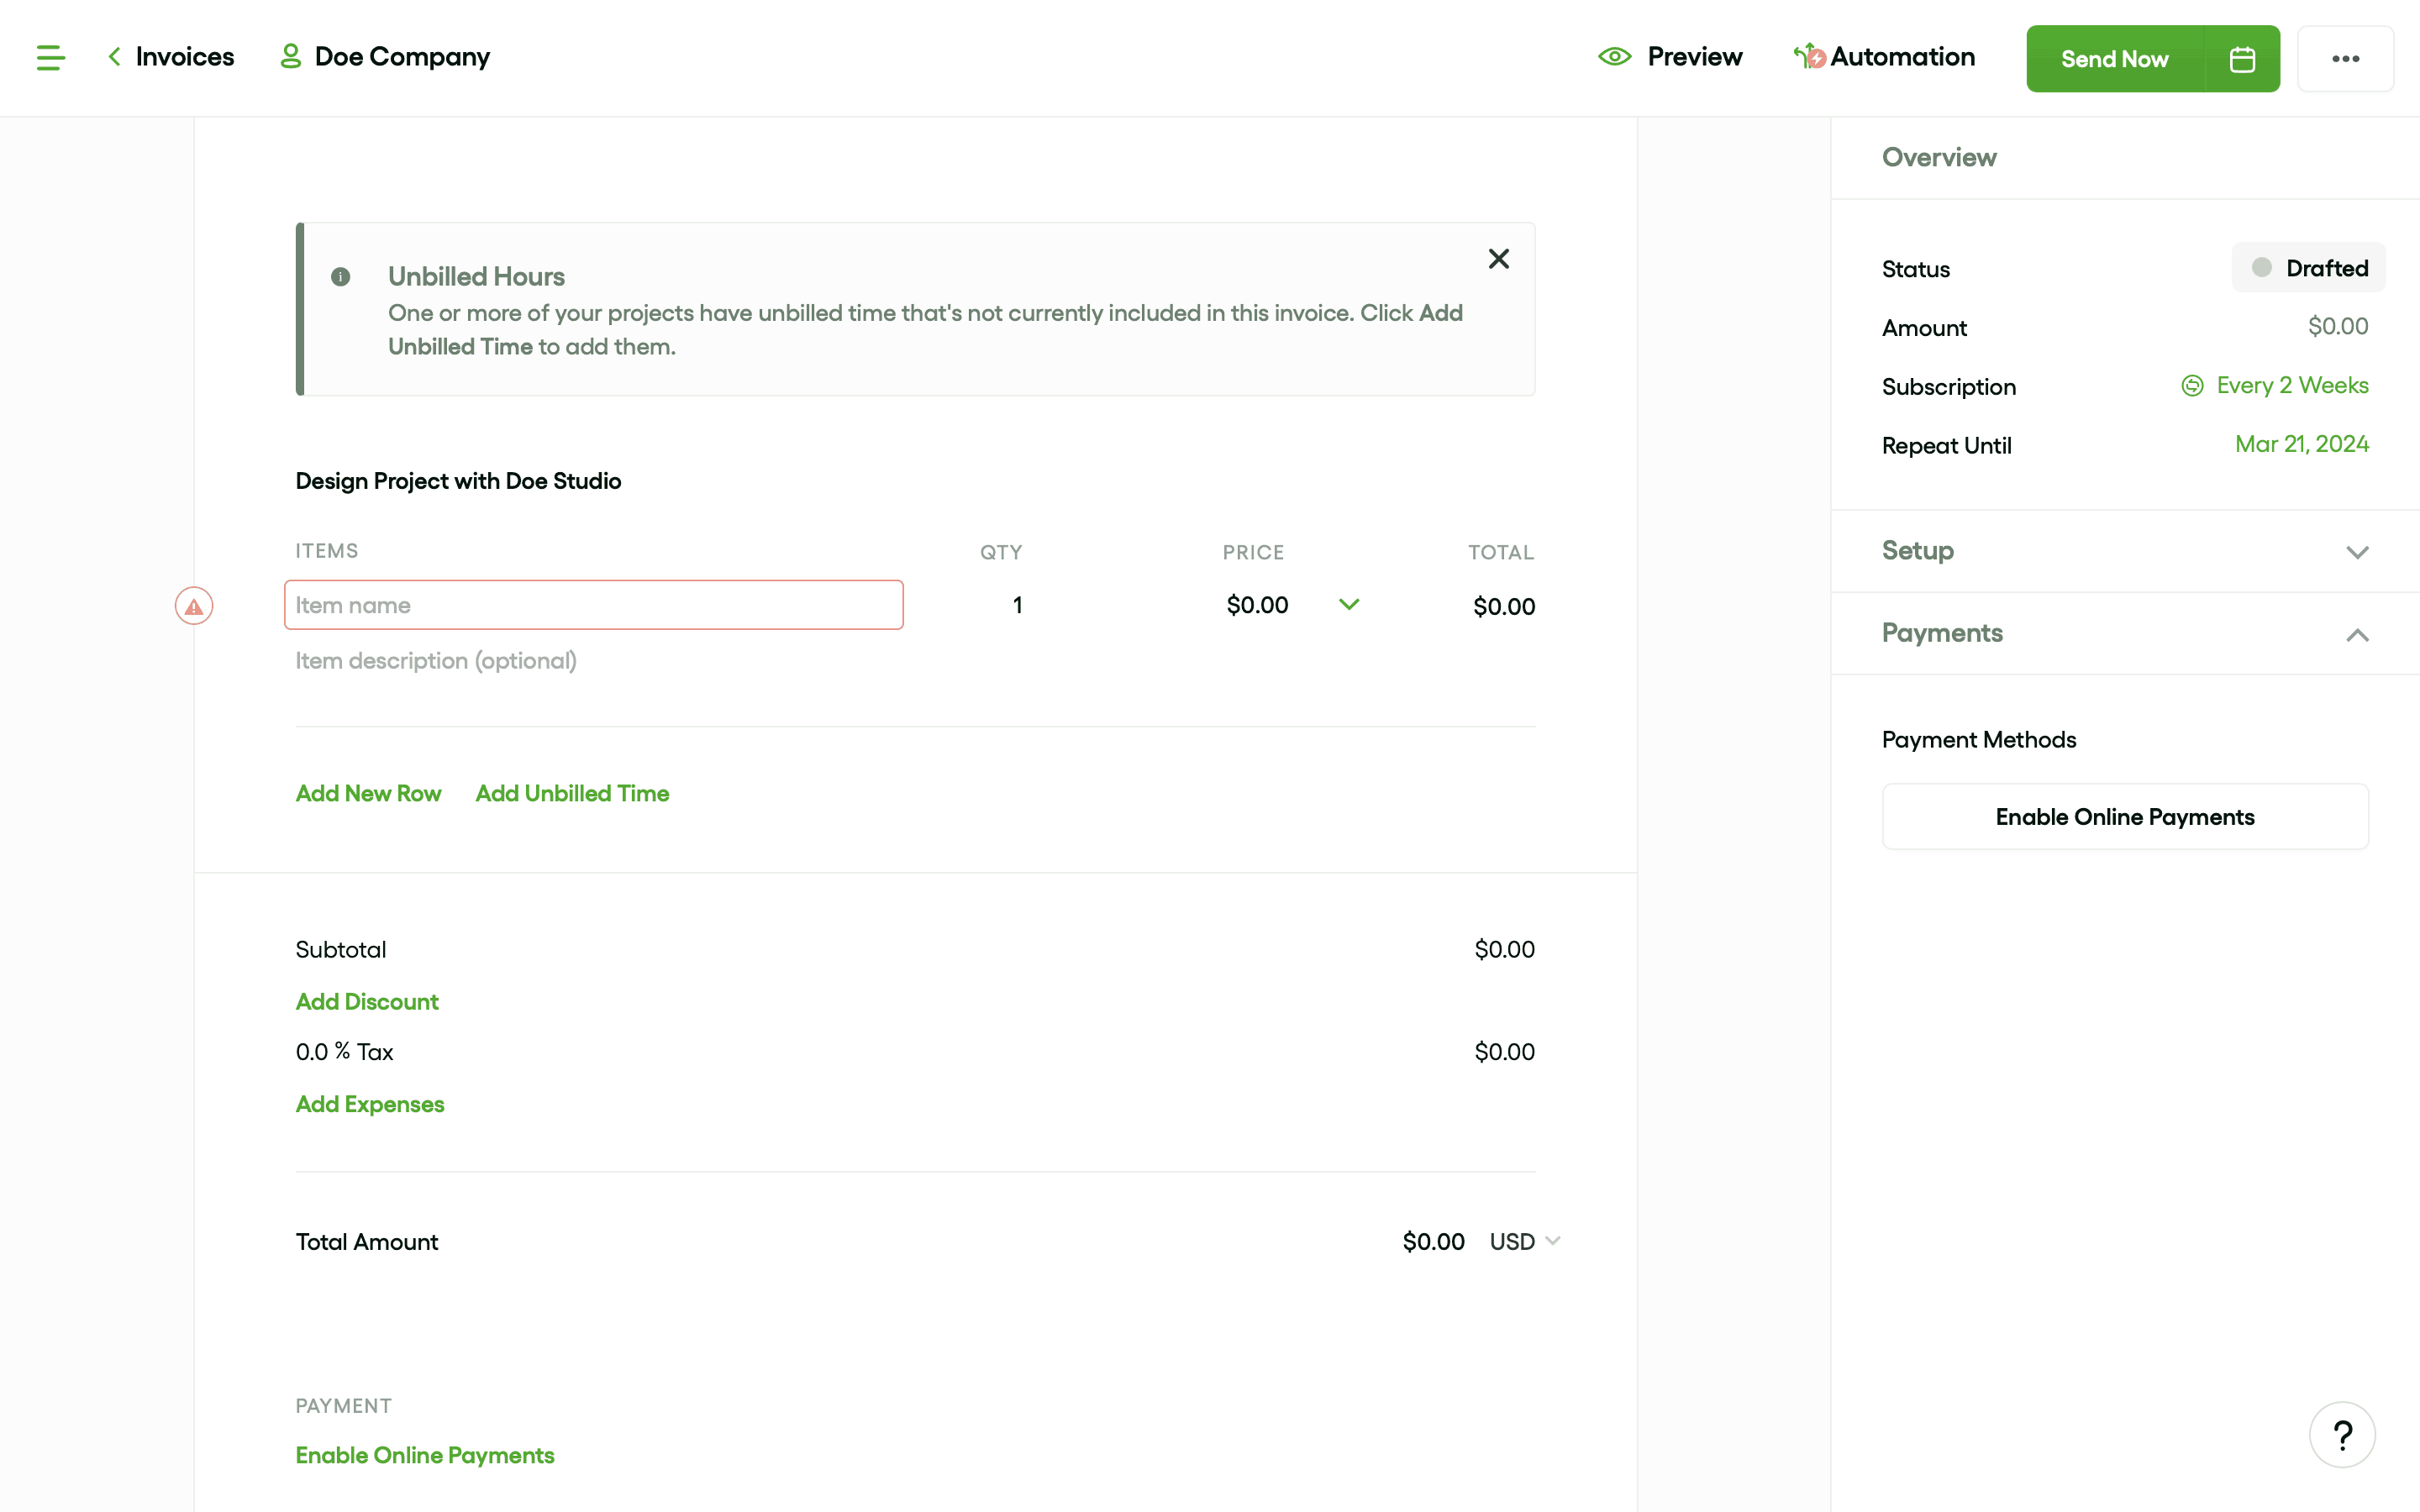 Invoices
Doe Company
Preview
Automation
Send Now
Unbilled Hours
One or more of your projects have unbilled time that's not currently included in this invoice. Click Add
Unbilled Time to add them.
Design Project with Doe Studio
ITEMS QTY PRICE TOTAL
Item name 1 $0.00 $0.00
Item description (optional)
Add New Row Add Unbilled Time
Subtotal $0.00
Add Discount
0.0 % Tax $0.00
Add Expenses
Total Amount $0.00 USD
PAYMENT
Enable Online Payments
Overview
Status Drafted
Amount $0.00
Subscription Every 2 Weeks
Repeat Until Mar 21, 2024
Setup
Payments
Payment Methods
Enable Online Payments
?